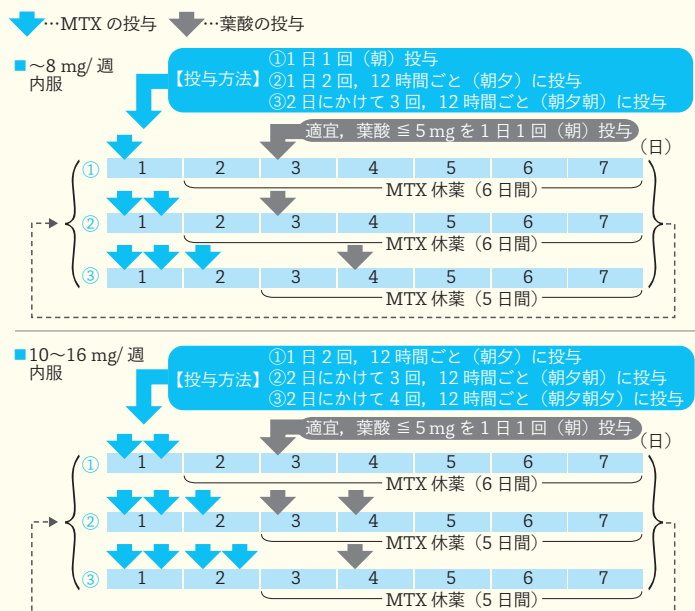 …MTX の投与 …葉酸の投与
■～8 mg/ 週
内服
【投与方法】
①1 日 1 回（朝）投与
②1 日 2 回，12 時間ごと（朝夕）に投与
③2 日にかけて 3 回，12 時間ごと（朝夕朝）に投与
適宜，葉酸 ≦ 5 mg を 1 日 1 回（朝）投与
（日）
① 1 2 3 4 5 6 7
MTX 休薬（6 日間）
② 1 2 3 4 5 6 7
MTX 休薬（6 日間）
③ 1 2 3 4 5 6 7
MTX 休薬（5 日間）
■10～16 mg/ 週
内服
【投与方法】
①1 日 2 回，12 時間ごと（朝夕）に投与
②2 日にかけて 3 回，12 時間ごと（朝夕朝）に投与
③2 日にかけて 4 回，12 時間ごと（朝夕朝夕）に投与
適宜，葉酸 ≦ 5 mg を 1 日 1 回（朝）投与
（日）
① 1 2 3 4 5 6 7
MTX 休薬（6 日間）
② 1 2 3 4 5 6 7
MTX 休薬（5 日間）
③ 1 2 3 4 5 6 7
MTX 休薬（5 日間）